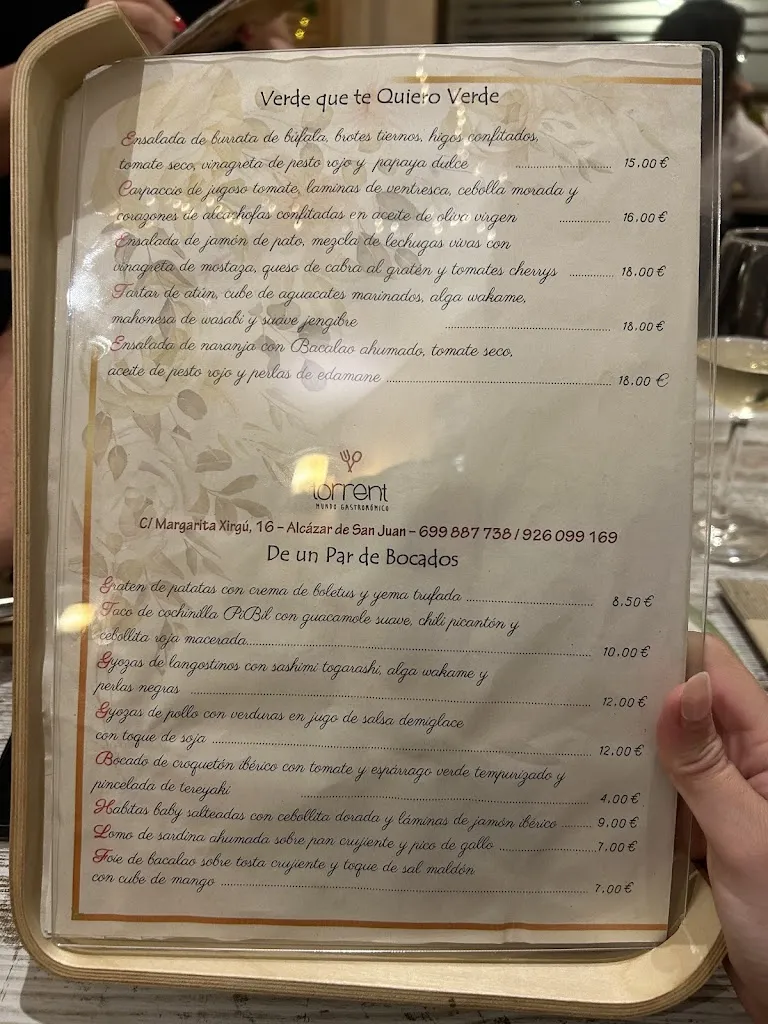 Verde que te Quiero Verde
Ensalada de burrata de búfala, brotes tiernos, higos confitados,
tomate seco, vinagreta de pesto rojo y papaya dulce ........ 15.00 €
Carpaccio de jugoso tomate, laminas de ventresca, cebolla morada y
corazones de alcachofas confitadas en aceite de oliva virgen ........ 16.00 €
Ensalada de jamón de pato, mezcla de lechugas vivas con
vinagreta de mostaza, queso de cabra al gratén y tomates cherrys ........ 18.00 €
Tartar de atún, cube de aguacates marinados, alga wakame,
mahonesa de wasabi y suave jengibre ........ 18.00 €
Ensalada de naranja con Bacalao ahumado, tomate seco,
aceite de pesto rojo y perlas de edamane ........ 18.00 €
torrent
MUNDO GASTRONÓMICO
C/ Margarita Xirgú, 16 – Alcázar de San Juan – 699 887 738 / 926 099 169
De un Par de Bocados
Graten de patatas con crema de boletus y yema trufada ........ 8.50 €
Taco de cochinilla PiBil con guacamole suave, chili picantón y
cebollita roja macerada ........ 10.00 €
Gyozas de langostinos con sashimi togarashi, alga wakame y
perlas negras ........ 12.00 €
Gyozas de pollo con verduras en jugo de salsa demiglace
con toque de soja ........ 12.00 €
Bocado de croquetón ibérico con tomate y espárrago verde tempurizado y
pincelada de tereyaki ........ 4.00 €
Habitas baby salteadas con cebollita dorada y láminas de jamón ibérico ........ 9.00 €
Lomo de sardina ahumada sobre pan crujiente y pico de gallo ........ 7.00 €
Foie de bacalao sobre tosta crujiente y toque de sal maldón
con cube de mango ........ 7.00 €